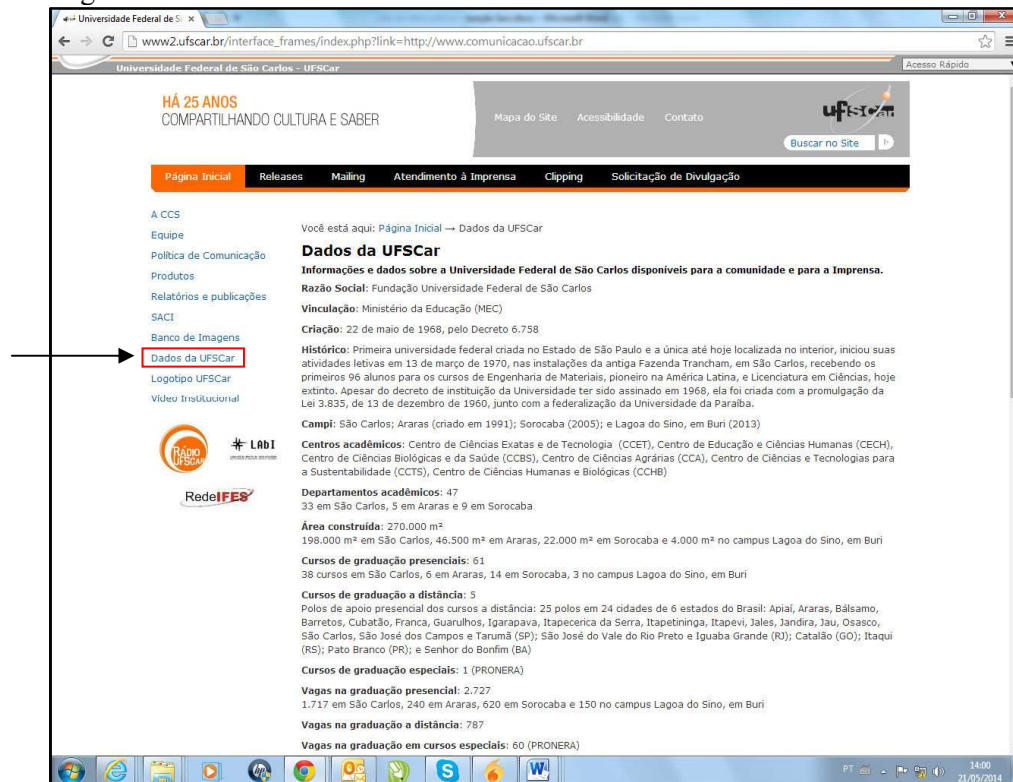 Universidade Federal de S
www2.ufscar.br/interface_frames/index.php?link=http://www.comunicacao.ufscar.br
Universidade Federal de São Carlos - UFSCar
Acesso Rápido
HÁ 25 ANOS
COMPARTILHANDO CULTURA E SABER
Mapa do Site Acessibilidade Contato
ufscar
Buscar no Site
Página Inicial Releases Mailing Atendimento à Imprensa Clipping Solicitação de Divulgação
A CCS
Equipe
Política de Comunicação
Produtos
Relatórios e publicações
SACI
Banco de Imagens
Dados da UFSCar
Logotipo UFSCar
Vídeo Institucional
RÁDIO
UFSCAR
LAbI
RedeIFES
Você está aqui: Página Inicial → Dados da UFSCar
Dados da UFSCar
Informações e dados sobre a Universidade Federal de São Carlos disponíveis para a comunidade e para a Imprensa.
Razão Social: Fundação Universidade Federal de São Carlos
Vinculação: Ministério da Educação (MEC)
Criação: 22 de maio de 1968, pelo Decreto 6.758
Histórico: Primeira universidade federal criada no Estado de São Paulo e a única até hoje localizada no interior, iniciou suas
atividades letivas em 13 de março de 1970, nas instalações da antiga Fazenda Trancham, em São Carlos, recebendo os
primeiros 96 alunos para os cursos de Engenharia de Materiais, pioneiro na América Latina, e Licenciatura em Ciências, hoje
extinto. Apesar do decreto de instituição da Universidade ter sido assinado em 1968, ela foi criada com a promulgação da
Lei 3.835, de 13 de dezembro de 1960, junto com a federalização da Universidade da Paraíba.
Campi: São Carlos; Araras (criado em 1991); Sorocaba (2005); e Lagoa do Sino, em Buri (2013)
Centros acadêmicos: Centro de Ciências Exatas e de Tecnologia (CCET), Centro de Educação e Ciências Humanas (CECH),
Centro de Ciências Biológicas e da Saúde (CCBS), Centro de Ciências Agrárias (CCA), Centro de Ciências e Tecnologias para
a Sustentabilidade (CCTS), Centro de Ciências Humanas e Biológicas (CCHB)
Departamentos acadêmicos: 47
33 em São Carlos, 5 em Araras e 9 em Sorocaba
Área construída: 270.000 m²
198.000 m² em São Carlos, 46.500 m² em Araras, 22.000 m² em Sorocaba e 4.000 m² no campus Lagoa do Sino, em Buri
Cursos de graduação presenciais: 61
38 cursos em São Carlos, 6 em Araras, 14 em Sorocaba, 3 no campus Lagoa do Sino, em Buri
Cursos de graduação a distância: 5
Polos de apoio presencial dos cursos a distância: 25 polos em 24 cidades de 6 estados do Brasil: Apiaí, Araras, Bálsamo,
Barretos, Cubatão, Franca, Guarulhos, Igarapava, Itapecerica da Serra, Itapetininga, Itapevi, Jales, Jandira, Jau, Osasco,
São Carlos, São José dos Campos e Tarumã (SP); São José do Vale do Rio Preto e Iguaba Grande (RJ); Catalão (GO); Itaqui
(RS); Pato Branco (PR); e Senhor do Bonfim (BA)
Cursos de graduação especiais: 1 (PRONERA)
Vagas na graduação presencial: 2.727
1.717 em São Carlos, 240 em Araras, 620 em Sorocaba e 150 no campus Lagoa do Sino, em Buri
Vagas na graduação a distância: 787
Vagas na graduação em cursos especiais: 60 (PRONERA)
PT
14:00
21/05/2014